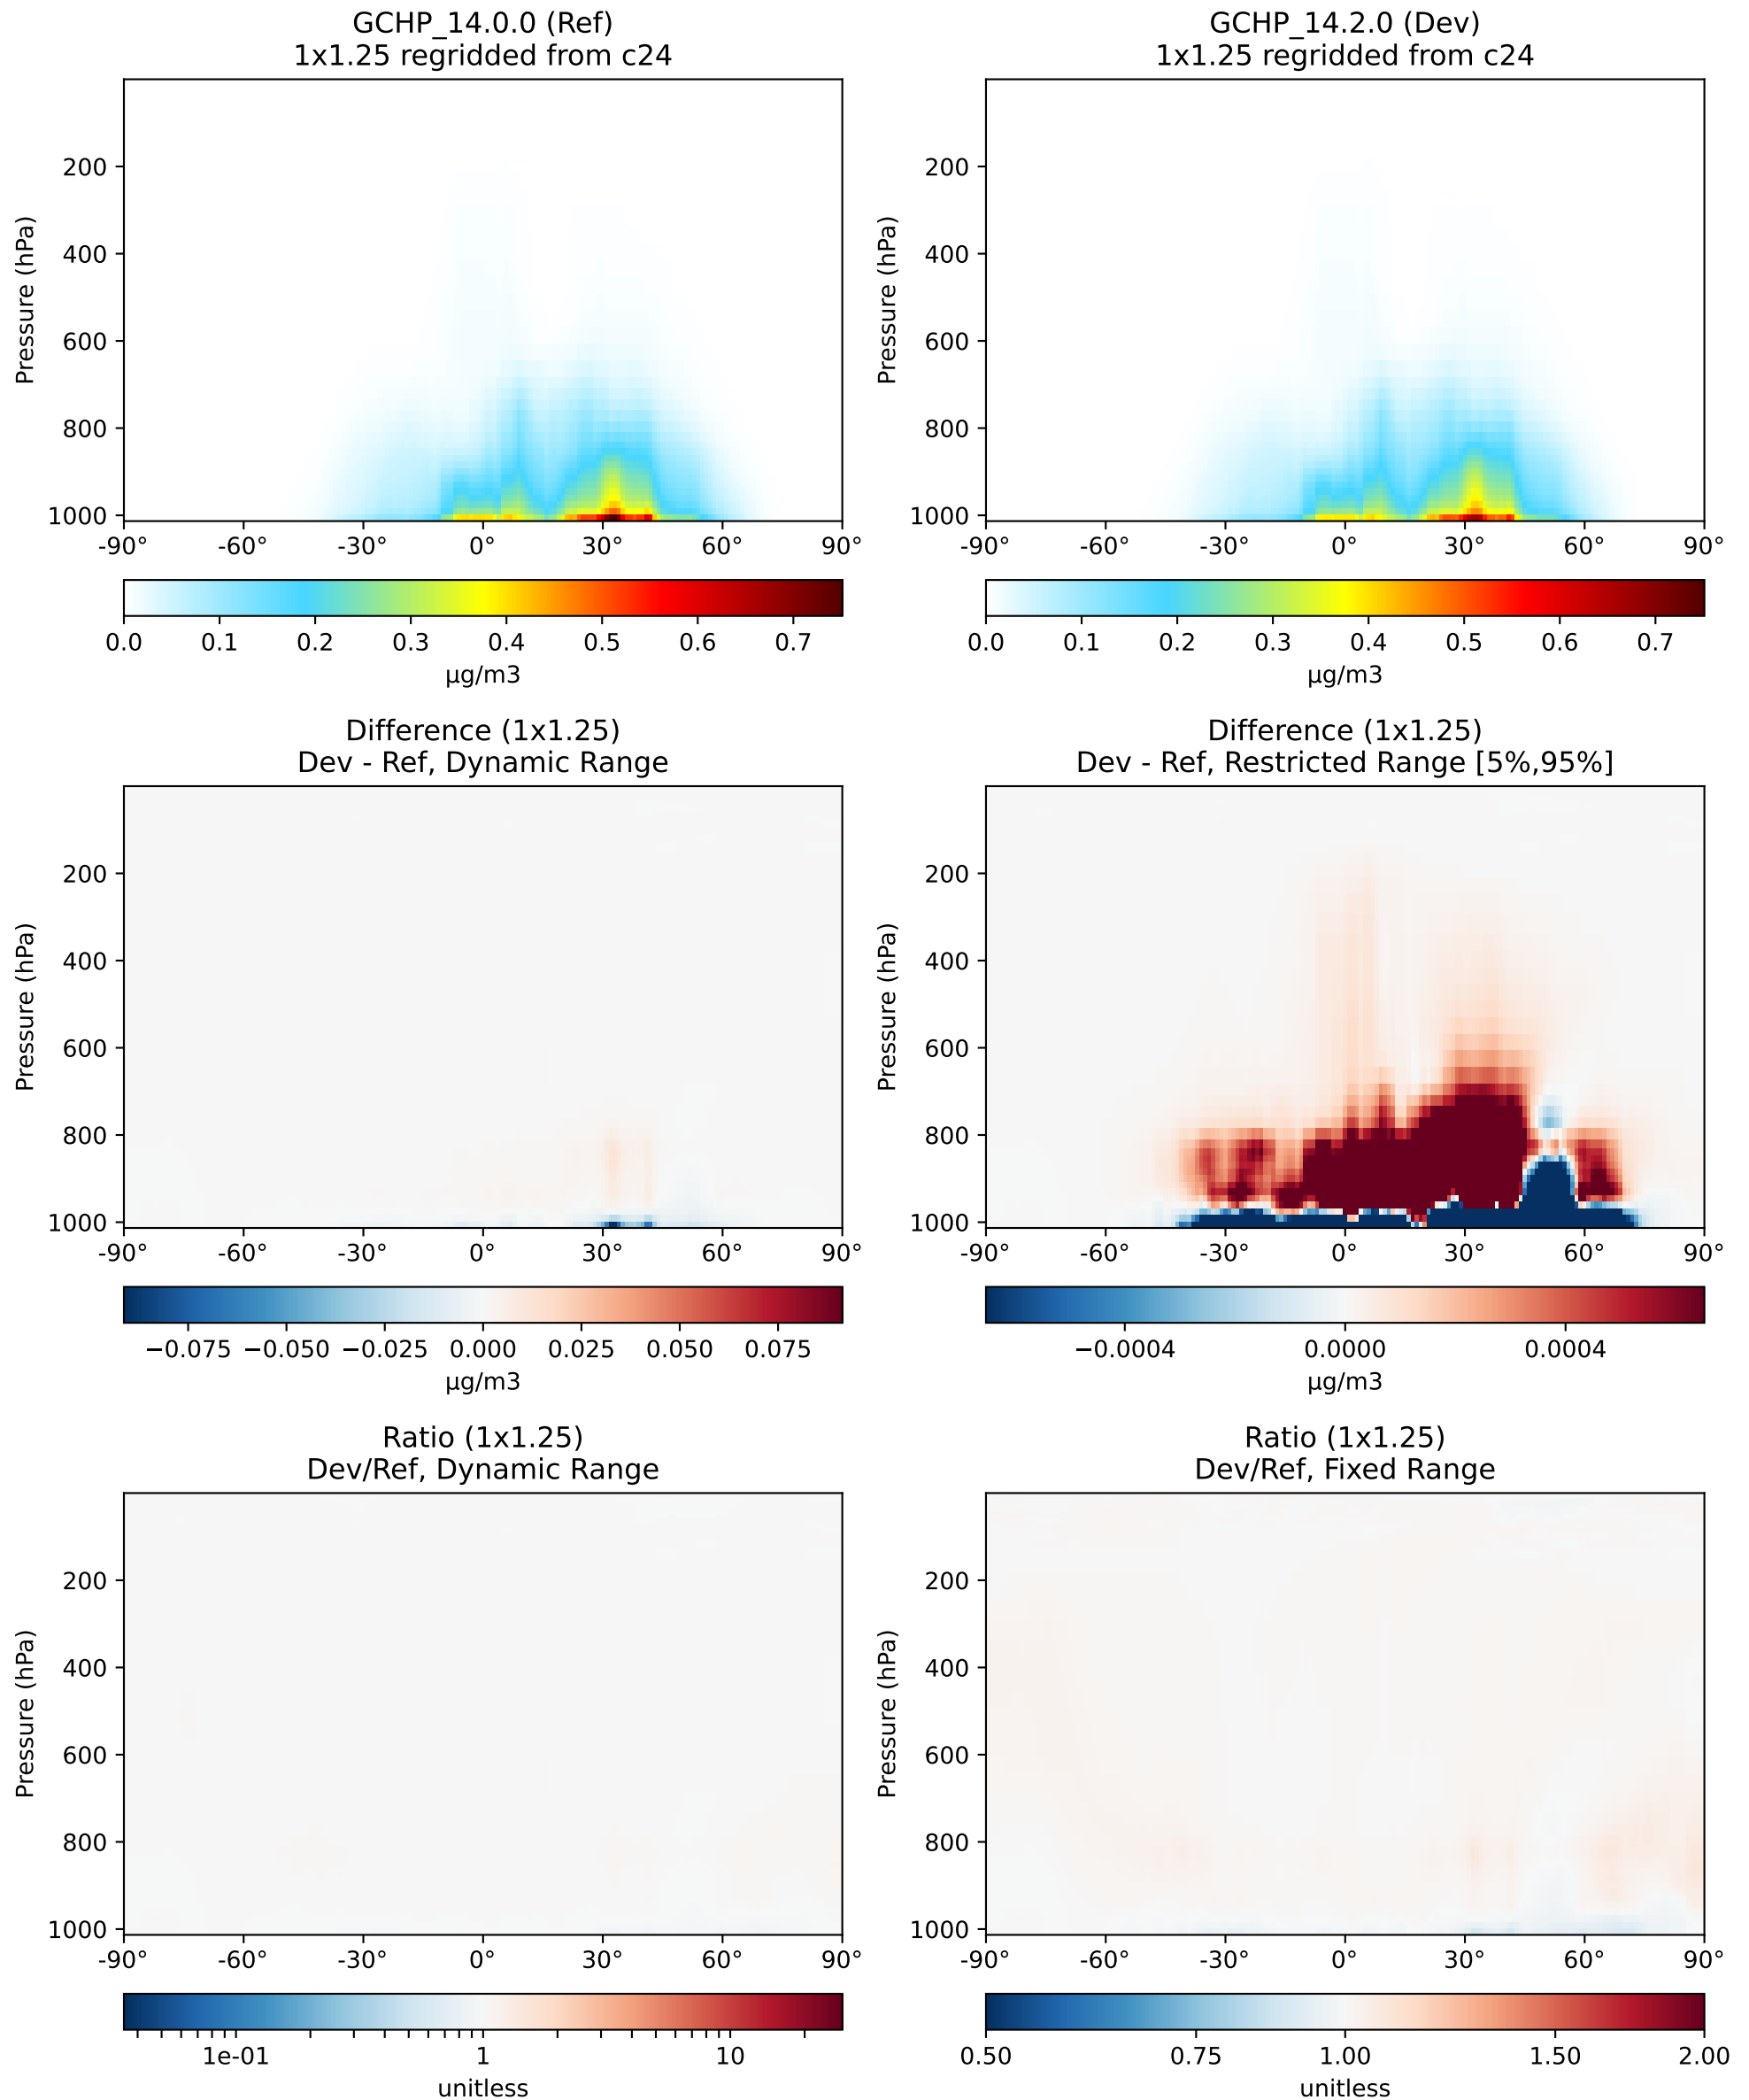 GCHP_14.0.0 (Ref)
1x1.25 regridded from c24
Pressure (hPa)
200
400
600
800
1000
-90° -60° -30° 0° 30° 60° 90°
0.0 0.1 0.2 0.3 0.4 0.5 0.6 0.7
µg/m3
GCHP_14.2.0 (Dev)
1x1.25 regridded from c24
Pressure (hPa)
200
400
600
800
1000
-90° -60° -30° 0° 30° 60° 90°
0.0 0.1 0.2 0.3 0.4 0.5 0.6 0.7
µg/m3
Difference (1x1.25)
Dev - Ref, Dynamic Range
Pressure (hPa)
200
400
600
800
1000
-90° -60° -30° 0° 30° 60° 90°
−0.075 −0.050 −0.025 0.000 0.025 0.050 0.075
µg/m3
Difference (1x1.25)
Dev - Ref, Restricted Range [5%,95%]
Pressure (hPa)
200
400
600
800
1000
-90° -60° -30° 0° 30° 60° 90°
−0.0004 0.0000 0.0004
µg/m3
Ratio (1x1.25)
Dev/Ref, Dynamic Range
Pressure (hPa)
200
400
600
800
1000
-90° -60° -30° 0° 30° 60° 90°
1e-01 1 10
unitless
Ratio (1x1.25)
Dev/Ref, Fixed Range
Pressure (hPa)
200
400
600
800
1000
-90° -60° -30° 0° 30° 60° 90°
0.50 0.75 1.00 1.50 2.00
unitless